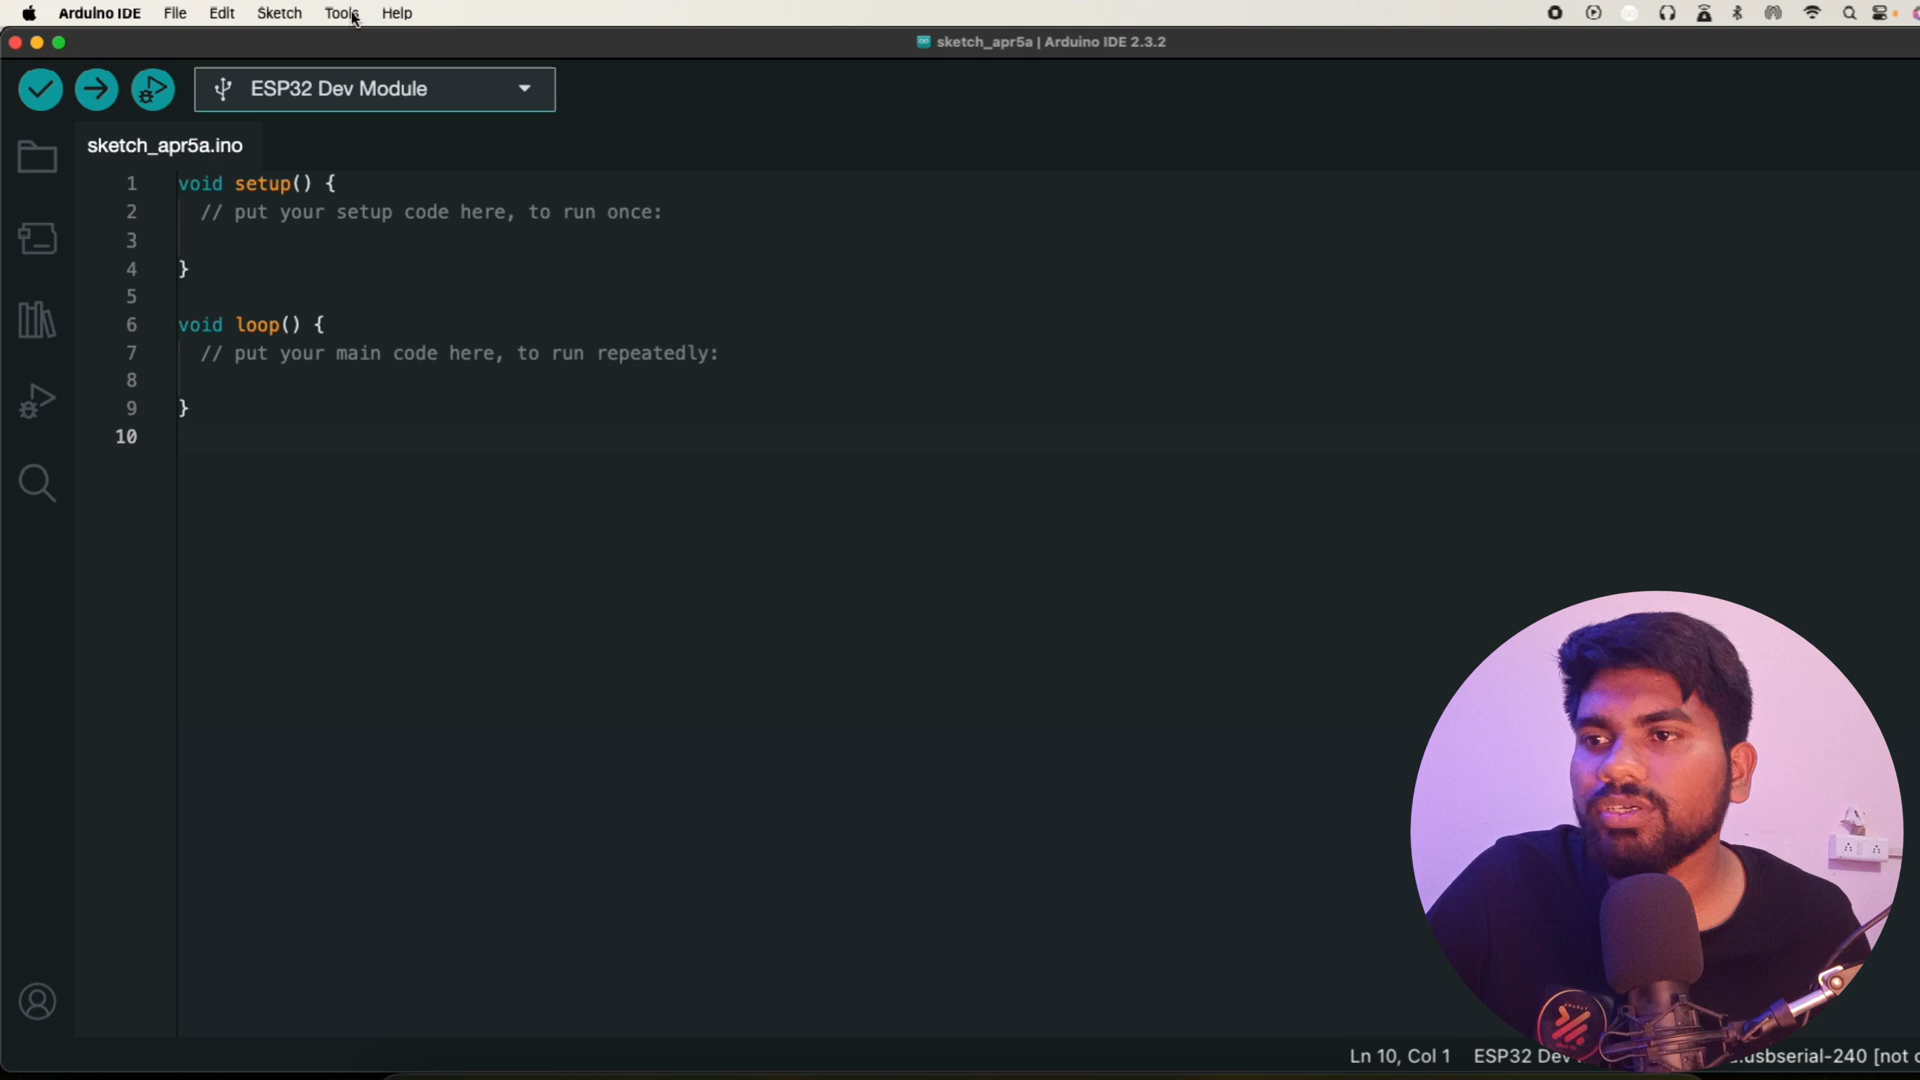 Arduino IDE File Edit Sketch Tools Help
sketch_apr5a | Arduino IDE 2.3.2
ESP32 Dev Module
sketch_apr5a.ino
1 void setup() {
2 // put your setup code here, to run once:
3
4 }
5
6 void loop() {
7 // put your main code here, to run repeatedly:
8
9 }
10
Ln 10, Col 1 ESP32 Dev usbserial-240 [not c